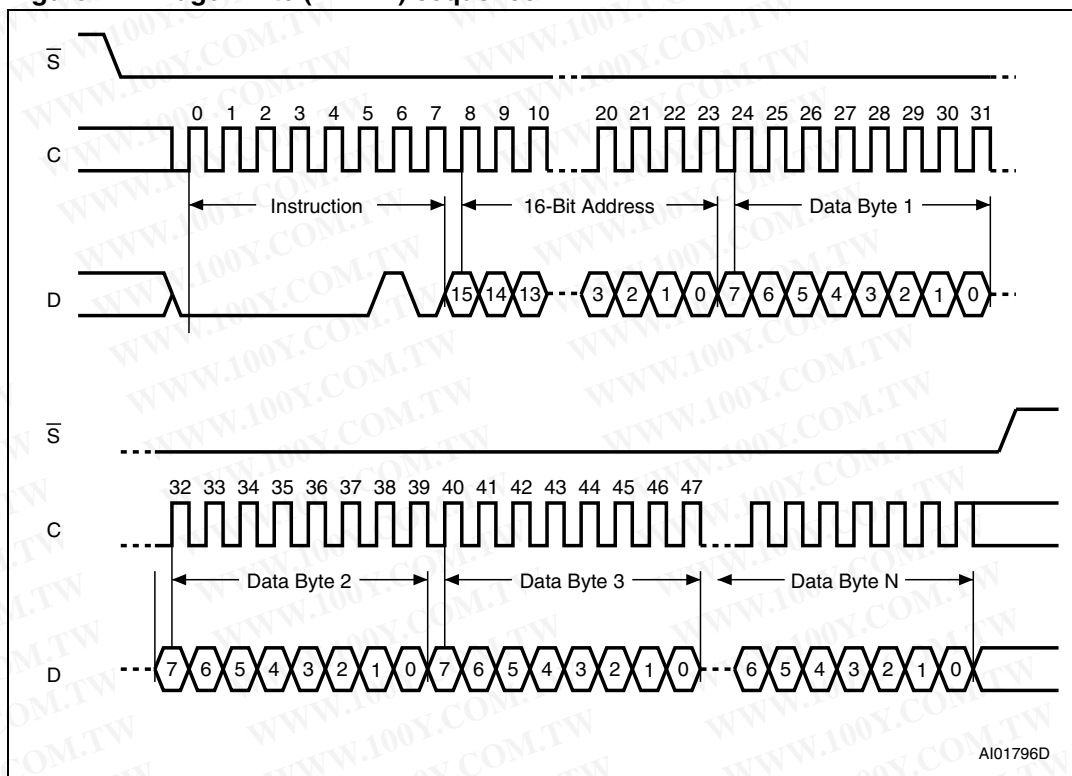 S
0 1 2 3 4 5 6 7 8 9 10 20 21 22 23 24 25 26 27 28 29 30 31
C
Instruction 16-Bit Address Data Byte 1
D 15 14 13 3 2 1 0 7 6 5 4 3 2 1 0
S
32 33 34 35 36 37 38 39 40 41 42 43 44 45 46 47
C
Data Byte 2 Data Byte 3 Data Byte N
D 7 6 5 4 3 2 1 0 7 6 5 4 3 2 1 0 6 5 4 3 2 1 0
AI01796D
WWW.100Y.COM.TW